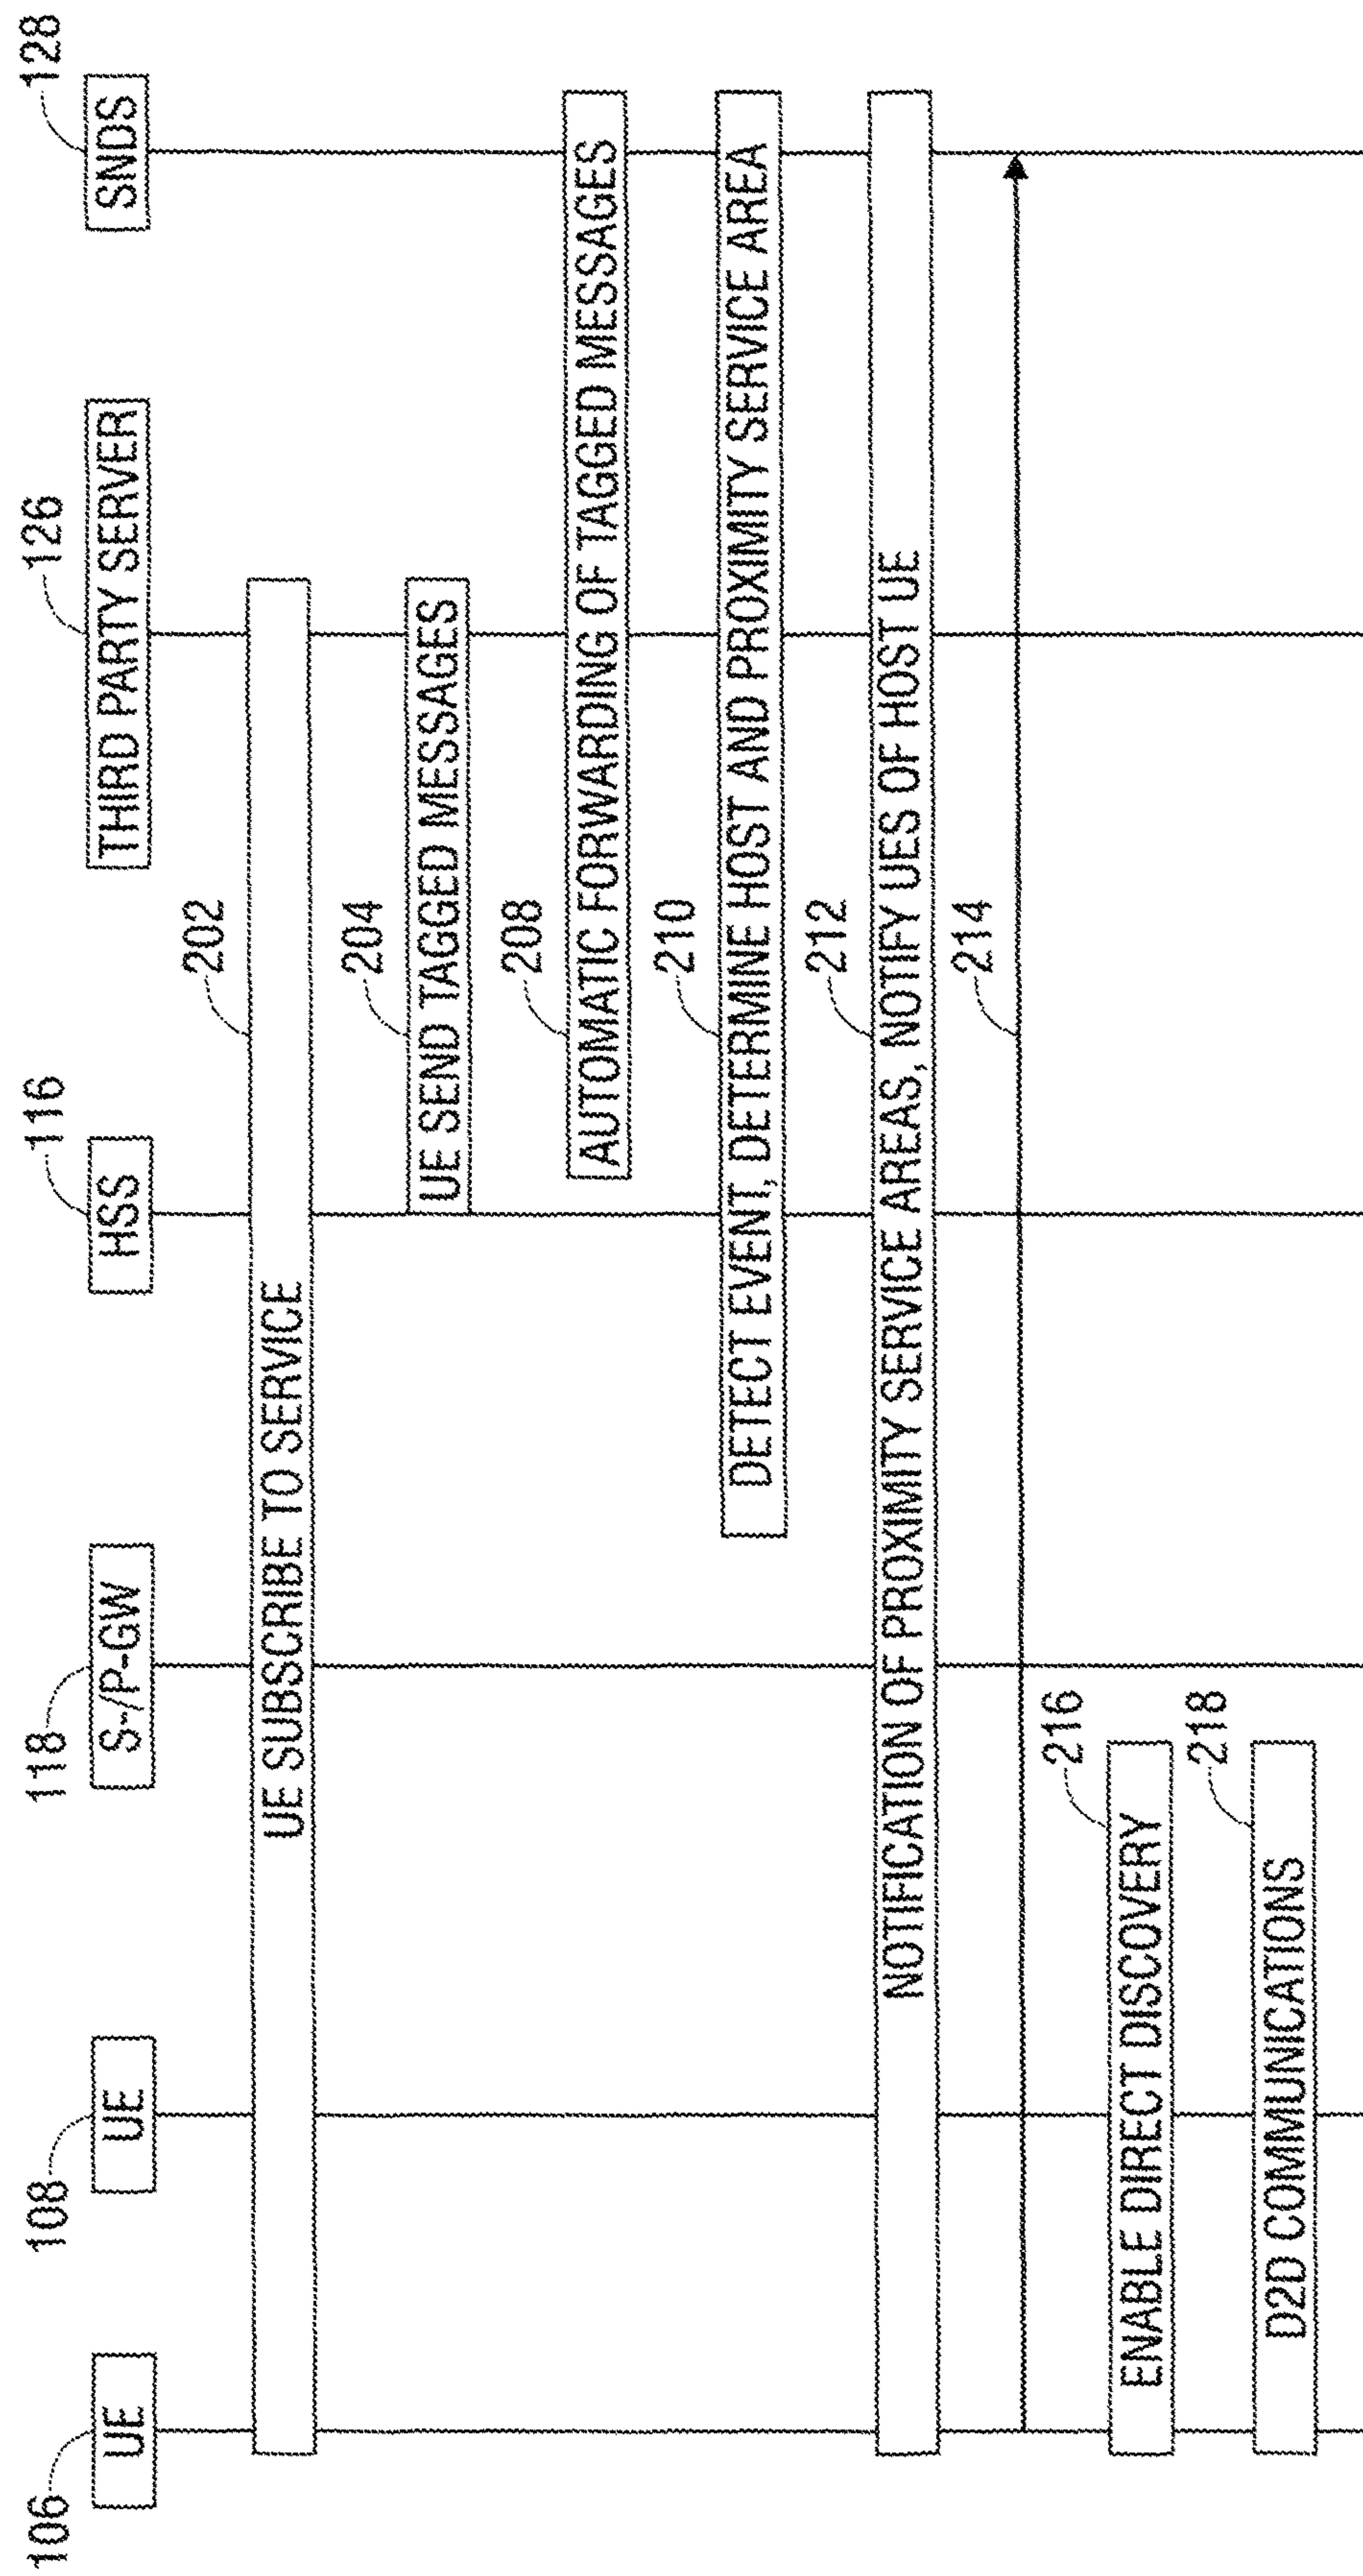 106
UE
108
UE
118
S-/P-GW
116
HSS
126
THIRD PARTY SERVER
128
SNDS
202
UE SUBSCRIBE TO SERVICE
204
UE SEND TAGGED MESSAGES
208
AUTOMATIC FORWARDING OF TAGGED MESSAGES
210
DETECT EVENT, DETERMINE HOST AND PROXIMITY SERVICE AREA
212
NOTIFICATION OF PROXIMITY SERVICE AREAS, NOTIFY UES OF HOST UE
214
216
ENABLE DIRECT DISCOVERY
218
D2D COMMUNICATIONS